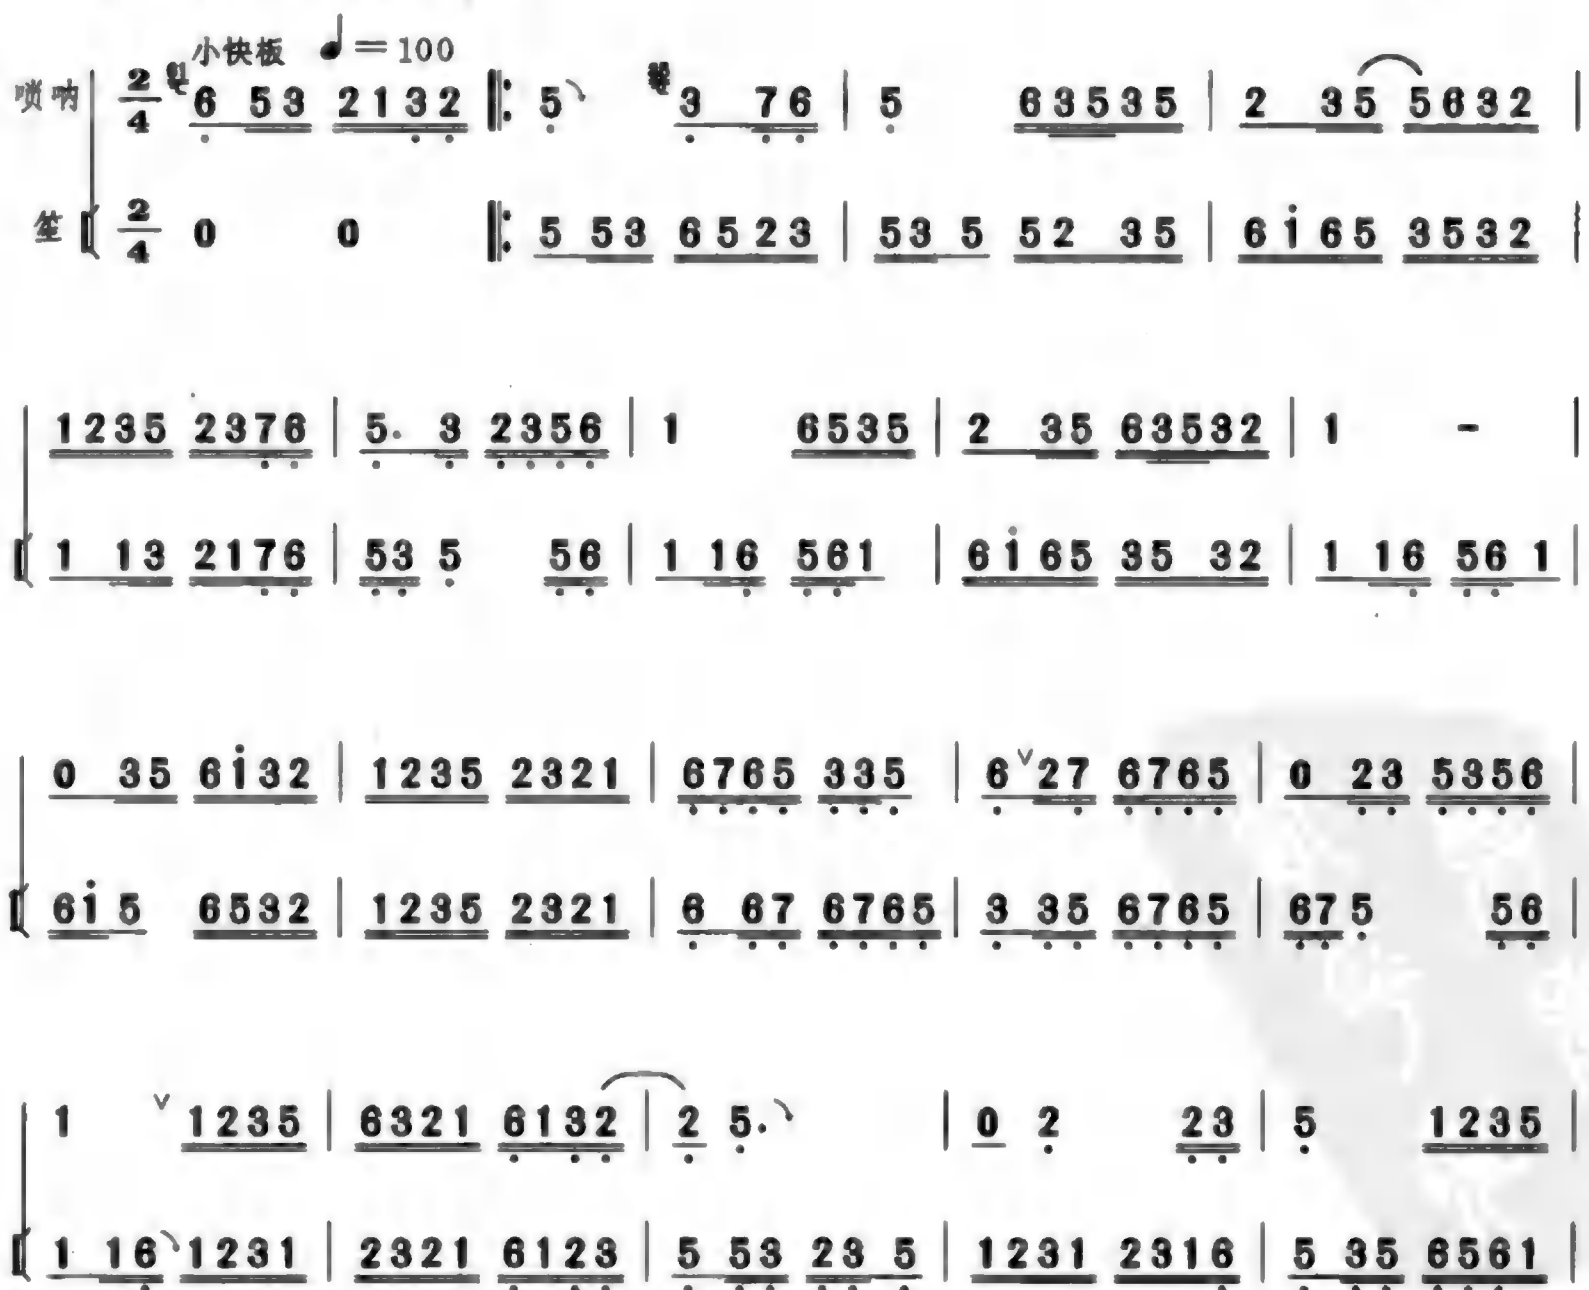 小快板 ♩=100
唢呐 2/4 6 53 2132 ‖: 5 3 76 | 5 63535 | 2 35 5632 |
笙 2/4 0 0 ‖: 5 53 6523 | 53 5 52 35 | 6i65 3532 |
1235 2376 | 5. 3 2356 | 1 6535 | 2 35 63532 | 1 - |
1 13 2176 | 53 5 56 | 1 16 561 | 6i65 35 32 | 1 16 56 1 |
0 35 6i32 | 1235 2321 | 6765 335 | 6 ∨27 6765 | 0 23 5356 |
6i5 6532 | 1235 2321 | 6 67 6765 | 3 35 6765 | 67 5 56 |
1 ∨ 1235 | 6321 6132 | 2 5. | 0 2 23 | 5 1235 |
1 16 1231 | 2321 6123 | 5 53 23 5 | 1231 2316 | 5 35 6561 |